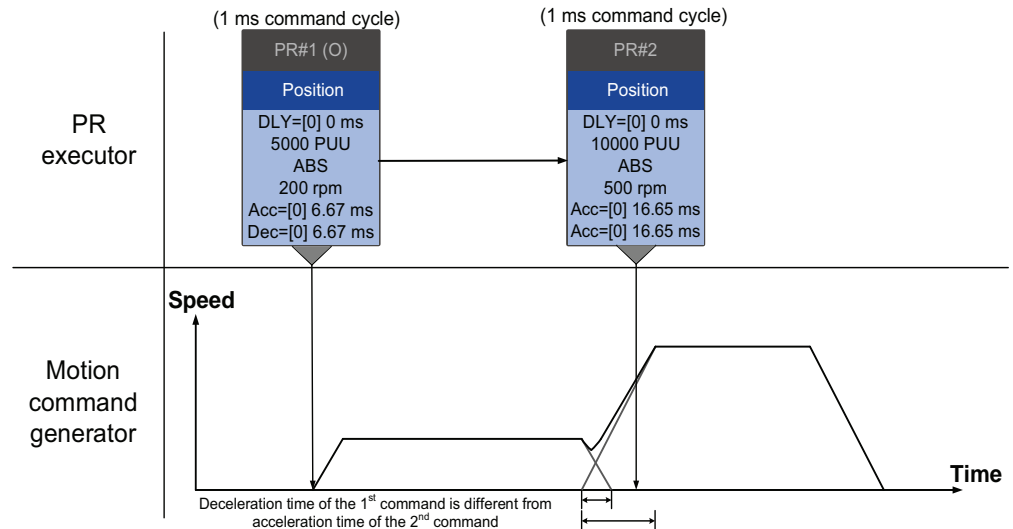 (1 ms command cycle)
(1 ms command cycle)
PR#1 (O)
Position
DLY=[0] 0 ms
5000 PUU
ABS
200 rpm
Acc=[0] 6.67 ms
Dec=[0] 6.67 ms
PR#2
Position
DLY=[0] 0 ms
10000 PUU
ABS
500 rpm
Acc=[0] 16.65 ms
Acc=[0] 16.65 ms
PR
executor
Speed
Motion
command
generator
Time
Deceleration time of the 1st command is different from
acceleration time of the 2nd command